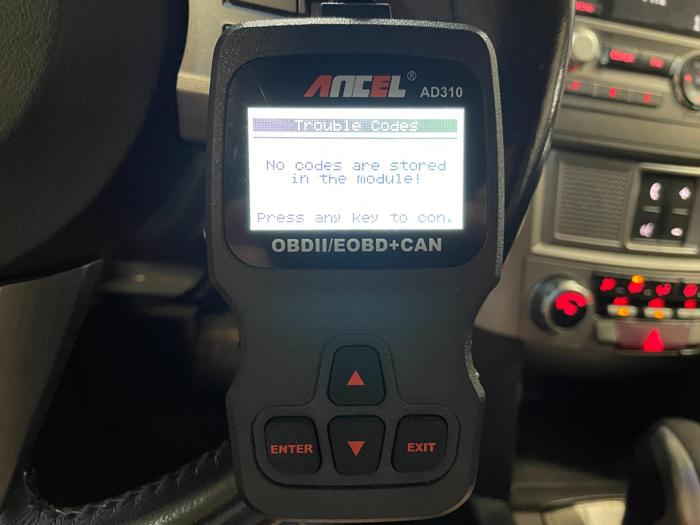 ANCEL®
AD310
Trouble Codes
No codes are stored
in the module!
Press any key to con.
OBDII/EOBD+CAN
ENTER
EXIT